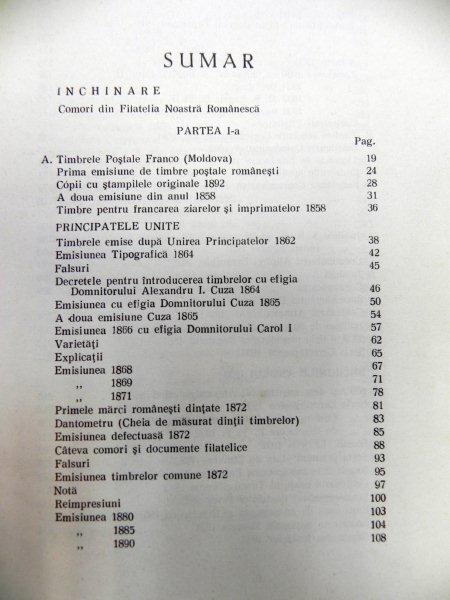 SUMAR
INCHINARE
Comori din Filatelia Noastră Românescă
PARTEA I-a
Pag.
A. Timbrele Poștale Franco (Moldova) 19
Prima emisiune de timbre poștale românești 24
Cópii cu ștampilele originale 1892 28
A doua emisiune din anul 1858 31
Timbre pentru francarea ziarelor și imprimatelor 1858 36
PRINCIPATELE UNITE
Timbrele emise după Unirea Principatelor 1862 38
Emisiunea Tipografică 1864 42
Falsuri 45
Decretele pentru introducerea timbrelor cu efigia
Domnitorului Alexandru I. Cuza 1864 46
Emisiunea cu efigia Domnitorului Cuza 1865 50
A doua emisiune Cuza 1865 54
Emisiunea 1866 cu efigia Domnitorului Carol I 57
Varietăți 62
Explicații 65
Emisiunea 1868 67
,, 1869 71
,, 1871 78
Primele mărci românești dințate 1872 81
Dantometru (Cheia de măsurat dinții timbrelor) 83
Emisiunea defectuasă 1872 85
Câteva comori și documente filatelice 88
Falsuri 93
Emisiunea timbrelor comune 1872 95
Notă 97
Reimpresiuni 100
Emisiunea 1880 103
,, 1885 104
,, 1890 108